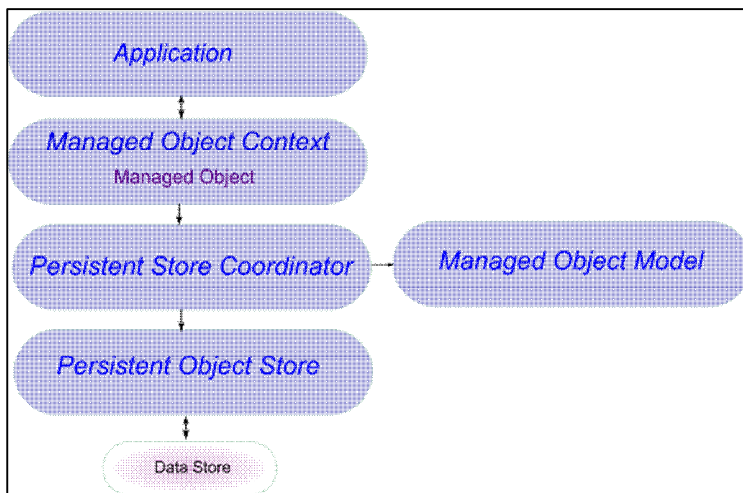 Application
Managed Object Context
Managed Object
Persistent Store Coordinator
Managed Object Model
Persistent Object Store
Data Store